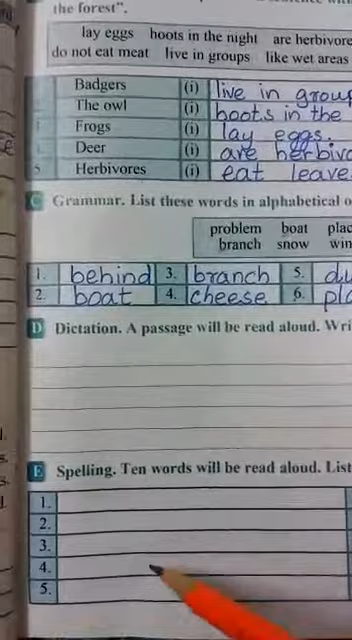 the forest".
lay eggs hoots in the night are herbivore
do not eat meat live in groups like wet areas
Badgers (i) live in group
The owl (i) hoots in the
Frogs (i) lay eggs.
Deer (i) are herbivo
5 Herbivores (i) eat leave
C Grammar. List these words in alphabetical o
problem boat plac
branch snow win
1. behind 3. branch 5. du
2. boat 4. cheese 6. pla
D Dictation. A passage will be read aloud. Wri
E Spelling. Ten words will be read aloud. List
1.
2.
3.
4.
5.